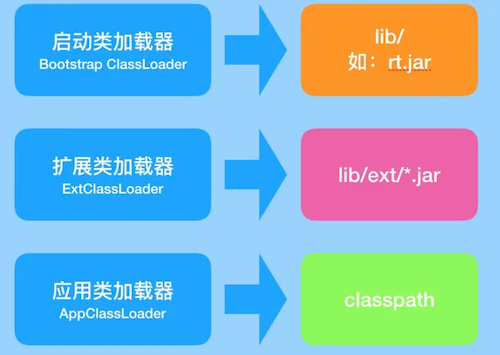 启动类加载器
Bootstrap ClassLoader
lib/
如：rt.jar
扩展类加载器
ExtClassLoader
lib/ext/*.jar
应用类加载器
AppClassLoader
classpath